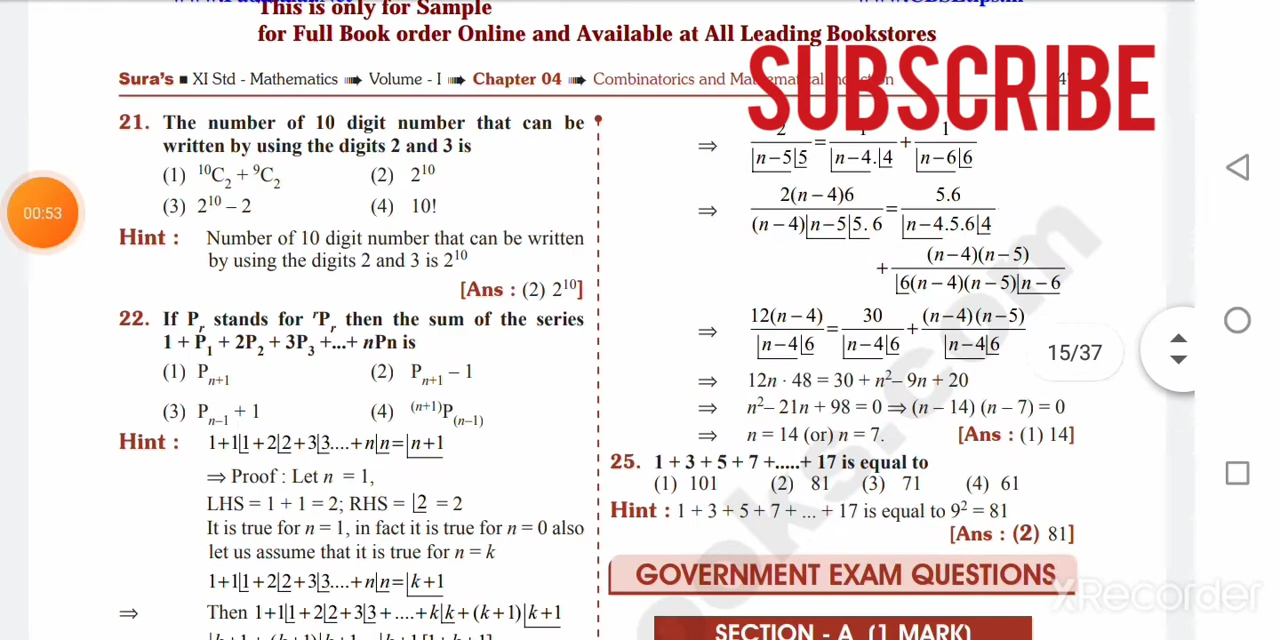 This is only for Sample
for Full Book order Online and Available at All Leading Bookstores
SUBSCRIBE
Sura's ■ XI Std - Mathematics ➠ Volume - I ➠ Chapter 04 ➠ Combinatorics and Mathematical Induction
21. The number of 10 digit number that can be
written by using the digits 2 and 3 is
(1) ¹⁰C₂ + ⁹C₂ (2) 2¹⁰
(3) 2¹⁰ – 2 (4) 10!
Hint : Number of 10 digit number that can be written
by using the digits 2 and 3 is 2¹⁰
[Ans : (2) 2¹⁰]
22. If Pᵣ stands for ʳPᵣ then the sum of the series
1 + P₁ + 2P₂ + 3P₃ +...+ nPn is
(1) Pₙ₊₁ (2) Pₙ₊₁ – 1
(3) Pₙ₋₁ + 1 (4) ⁽ⁿ⁺¹⁾P₍ₙ₋₁₎
Hint : 1+1|1+2|2+3|3....+n|n=|n+1
⇒ Proof : Let n = 1,
LHS = 1 + 1 = 2; RHS = |2 = 2
It is true for n = 1, in fact it is true for n = 0 also
let us assume that it is true for n = k
1+1|1+2|2+3|3....+n|n=|k+1
⇒ Then 1+1|1+2|2+3|3+....+k|k+(k+1)|k+1
⇒ 2/(|n−5|5) = 1/(|n−4.|4) + 1/(|n−6|6)
⇒ 2(n−4)6/((n−4)|n−5|5.6) = 5.6/(|n−4.5.6|4)
+ (n−4)(n−5)/(|6(n−4)(n−5)|n−6)
⇒ 12(n−4)/(|n−4|6) = 30/(|n−4|6) + (n−4)(n−5)/(|n−4|6)
⇒ 12n · 48 = 30 + n² – 9n + 20
⇒ n² – 21n + 98 = 0 ⇒ (n – 14) (n – 7) = 0
⇒ n = 14 (or) n = 7. [Ans : (1) 14]
25. 1 + 3 + 5 + 7 +.....+ 17 is equal to
(1) 101 (2) 81 (3) 71 (4) 61
Hint : 1 + 3 + 5 + 7 + ... + 17 is equal to 9² = 81
[Ans : (2) 81]
GOVERNMENT EXAM QUESTIONS
SECTION - A (1 MARK)
00:53
15/37
XRecorder